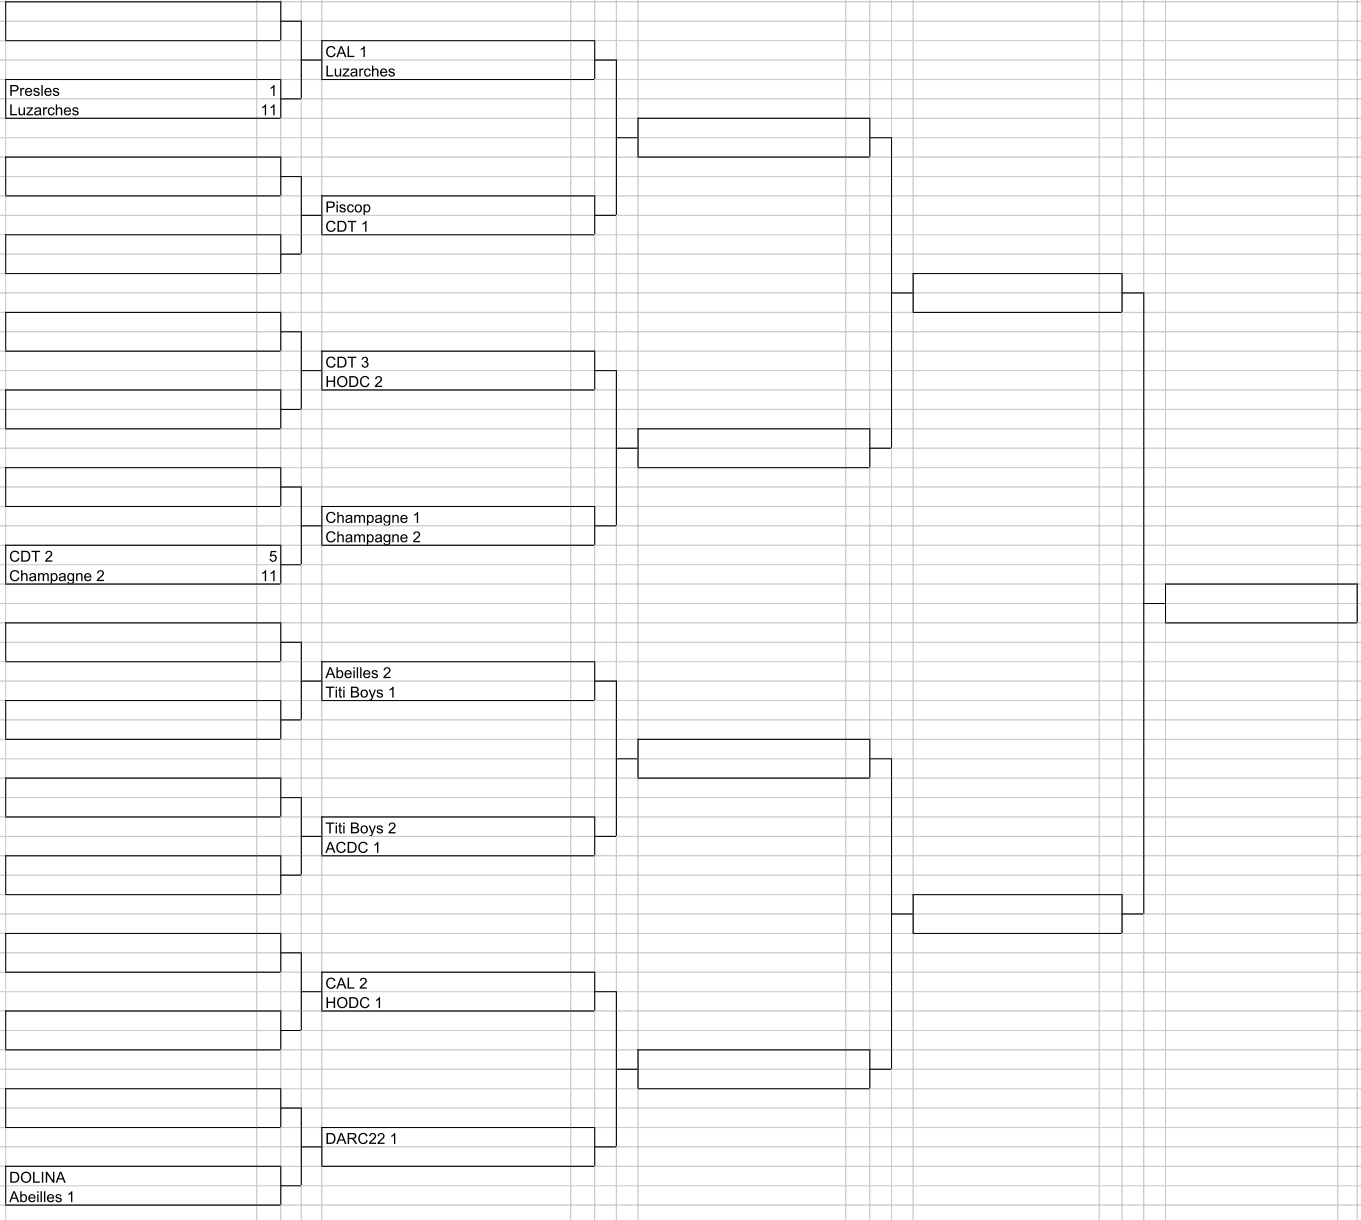 CAL 1
Luzarches
Presles 1
Luzarches 11
Piscop
CDT 1
CDT 3
HODC 2
Champagne 1
Champagne 2
CDT 2 5
Champagne 2 11
Abeilles 2
Titi Boys 1
Titi Boys 2
ACDC 1
CAL 2
HODC 1
DARC22 1
DOLINA
Abeilles 1